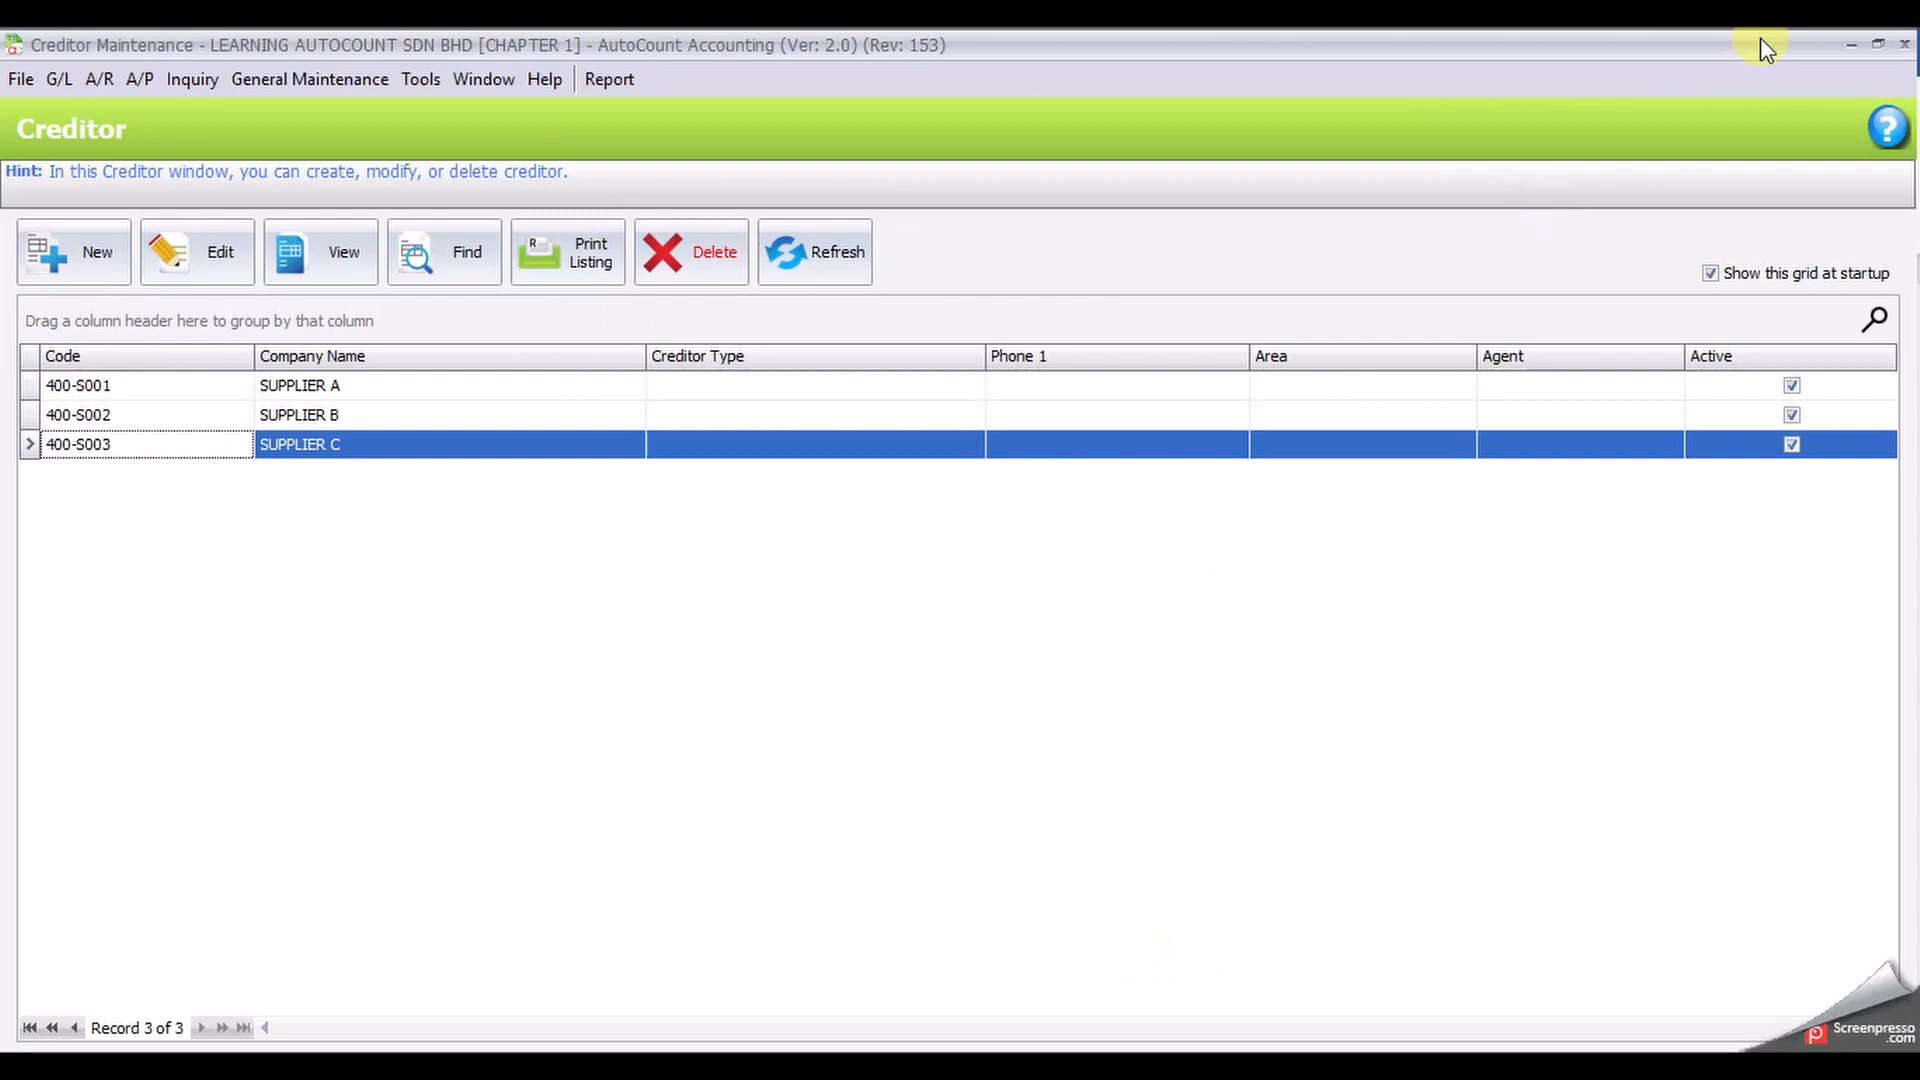 Creditor Maintenance - LEARNING AUTOCOUNT SDN BHD [CHAPTER 1] - AutoCount Accounting (Ver: 2.0) (Rev: 153)
File G/L A/R A/P Inquiry General Maintenance Tools Window Help Report
Creditor
Hint: In this Creditor window, you can create, modify, or delete creditor.
New Edit View Find Print Listing Delete Refresh
Show this grid at startup
Drag a column header here to group by that column
Code Company Name Creditor Type Phone 1 Area Agent Active
400-S001 SUPPLIER A
400-S002 SUPPLIER B
400-S003 SUPPLIER C
Record 3 of 3
Screenpresso
.com